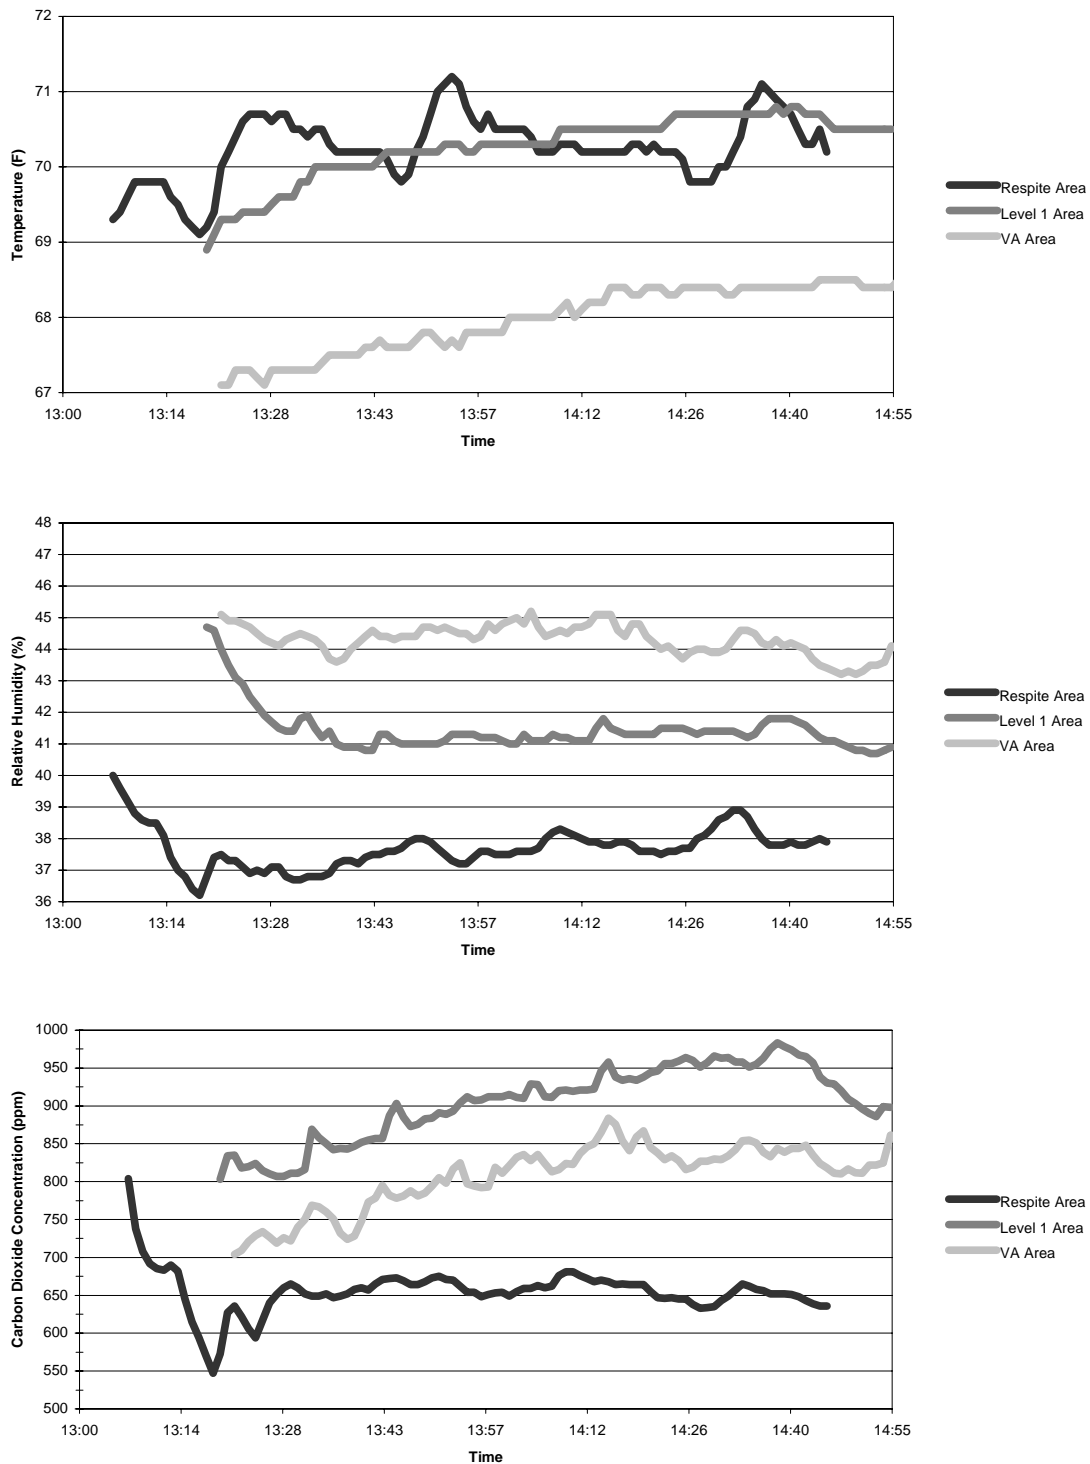 72
71
70
69
68
67
Temperature (F)
13:00 13:14 13:28 13:43 13:57 14:12 14:26 14:40 14:55
Time
Respite Area
Level 1 Area
VA Area
48
47
46
45
44
43
42
41
40
39
38
37
36
Relative Humidity (%)
13:00 13:14 13:28 13:43 13:57 14:12 14:26 14:40 14:55
Time
Respite Area
Level 1 Area
VA Area
1000
950
900
850
800
750
700
650
600
550
500
Carbon Dioxide Concentration (ppm)
13:00 13:14 13:28 13:43 13:57 14:12 14:26 14:40 14:55
Time
Respite Area
Level 1 Area
VA Area